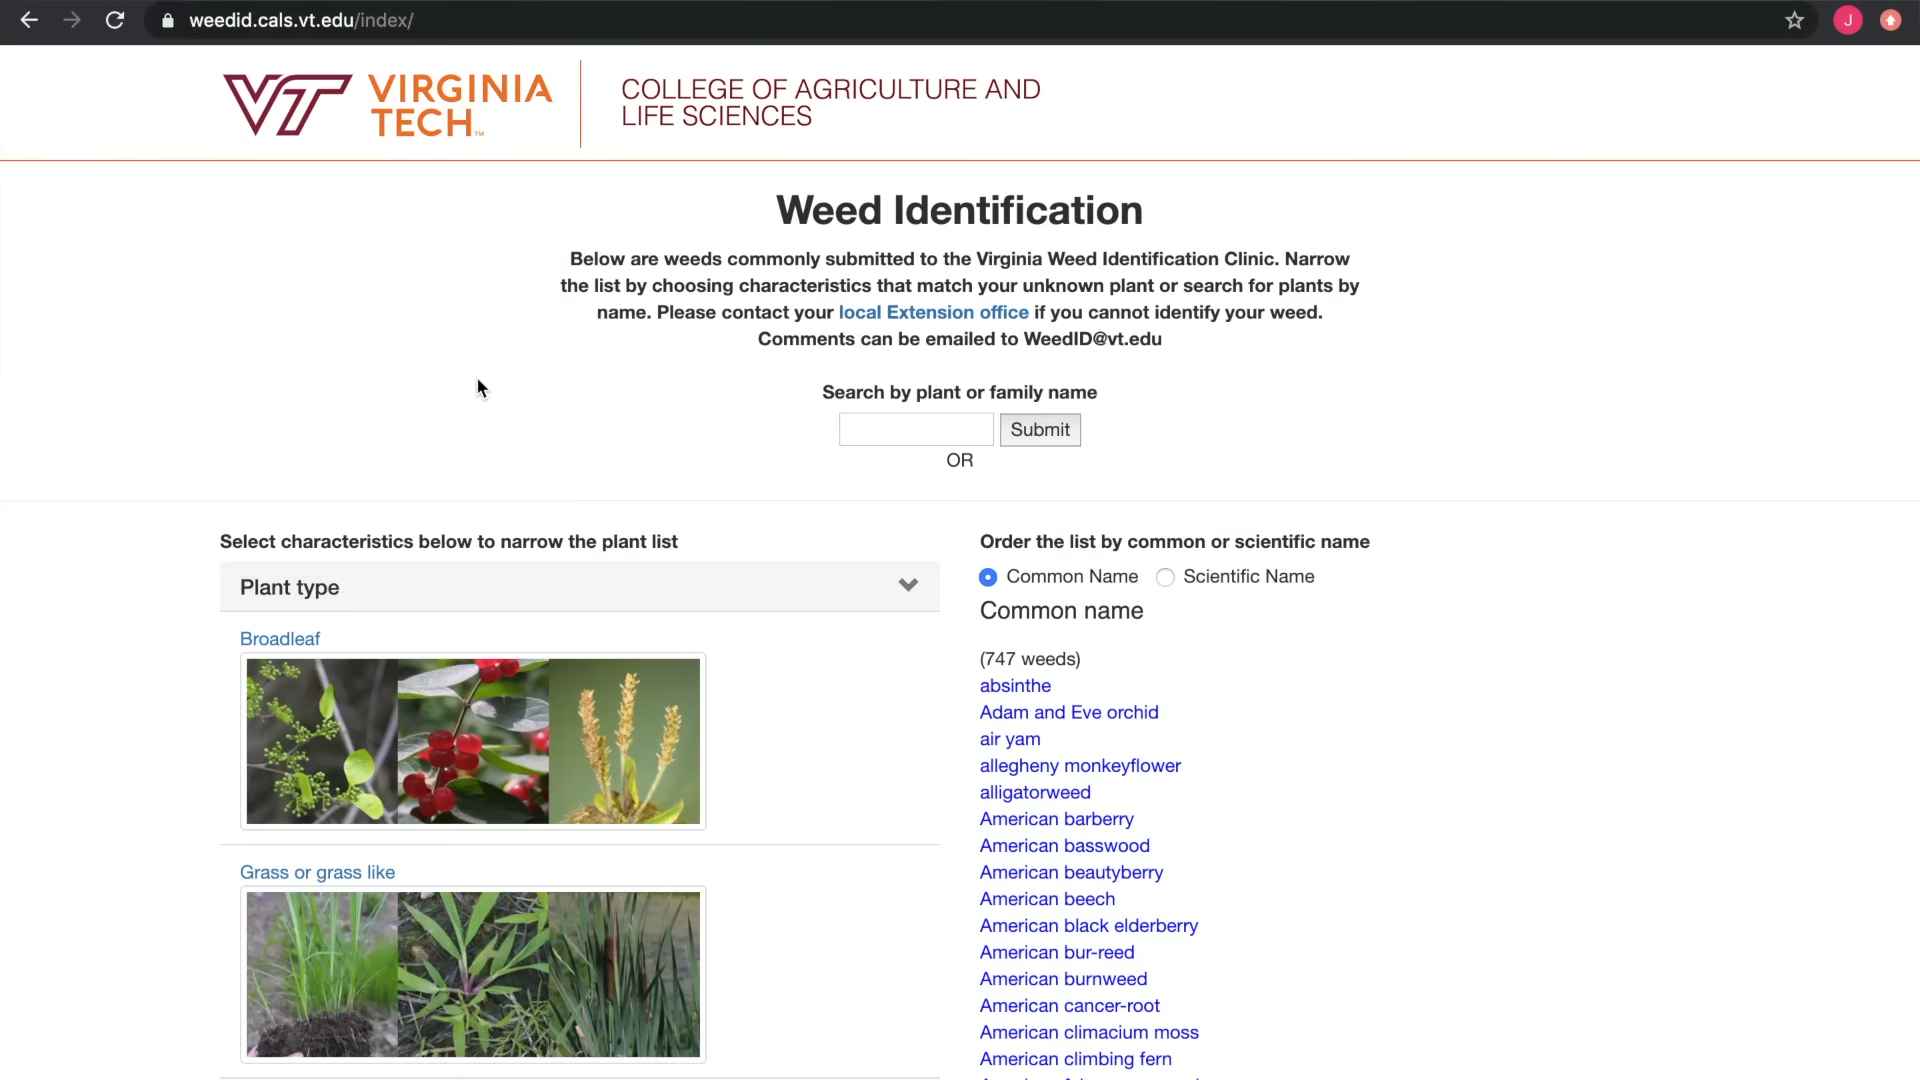 weedid.cals.vt.edu/index/
J
VT VIRGINIA TECH™
COLLEGE OF AGRICULTURE AND
LIFE SCIENCES
Weed Identification
Below are weeds commonly submitted to the Virginia Weed Identification Clinic. Narrow
the list by choosing characteristics that match your unknown plant or search for plants by
name. Please contact your local Extension office if you cannot identify your weed.
Comments can be emailed to WeedID@vt.edu
Search by plant or family name
Submit
OR
Select characteristics below to narrow the plant list
Plant type
Broadleaf
Grass or grass like
Order the list by common or scientific name
Common Name Scientific Name
Common name
(747 weeds)
absinthe
Adam and Eve orchid
air yam
allegheny monkeyflower
alligatorweed
American barberry
American basswood
American beautyberry
American beech
American black elderberry
American bur-reed
American burnweed
American cancer-root
American climacium moss
American climbing fern